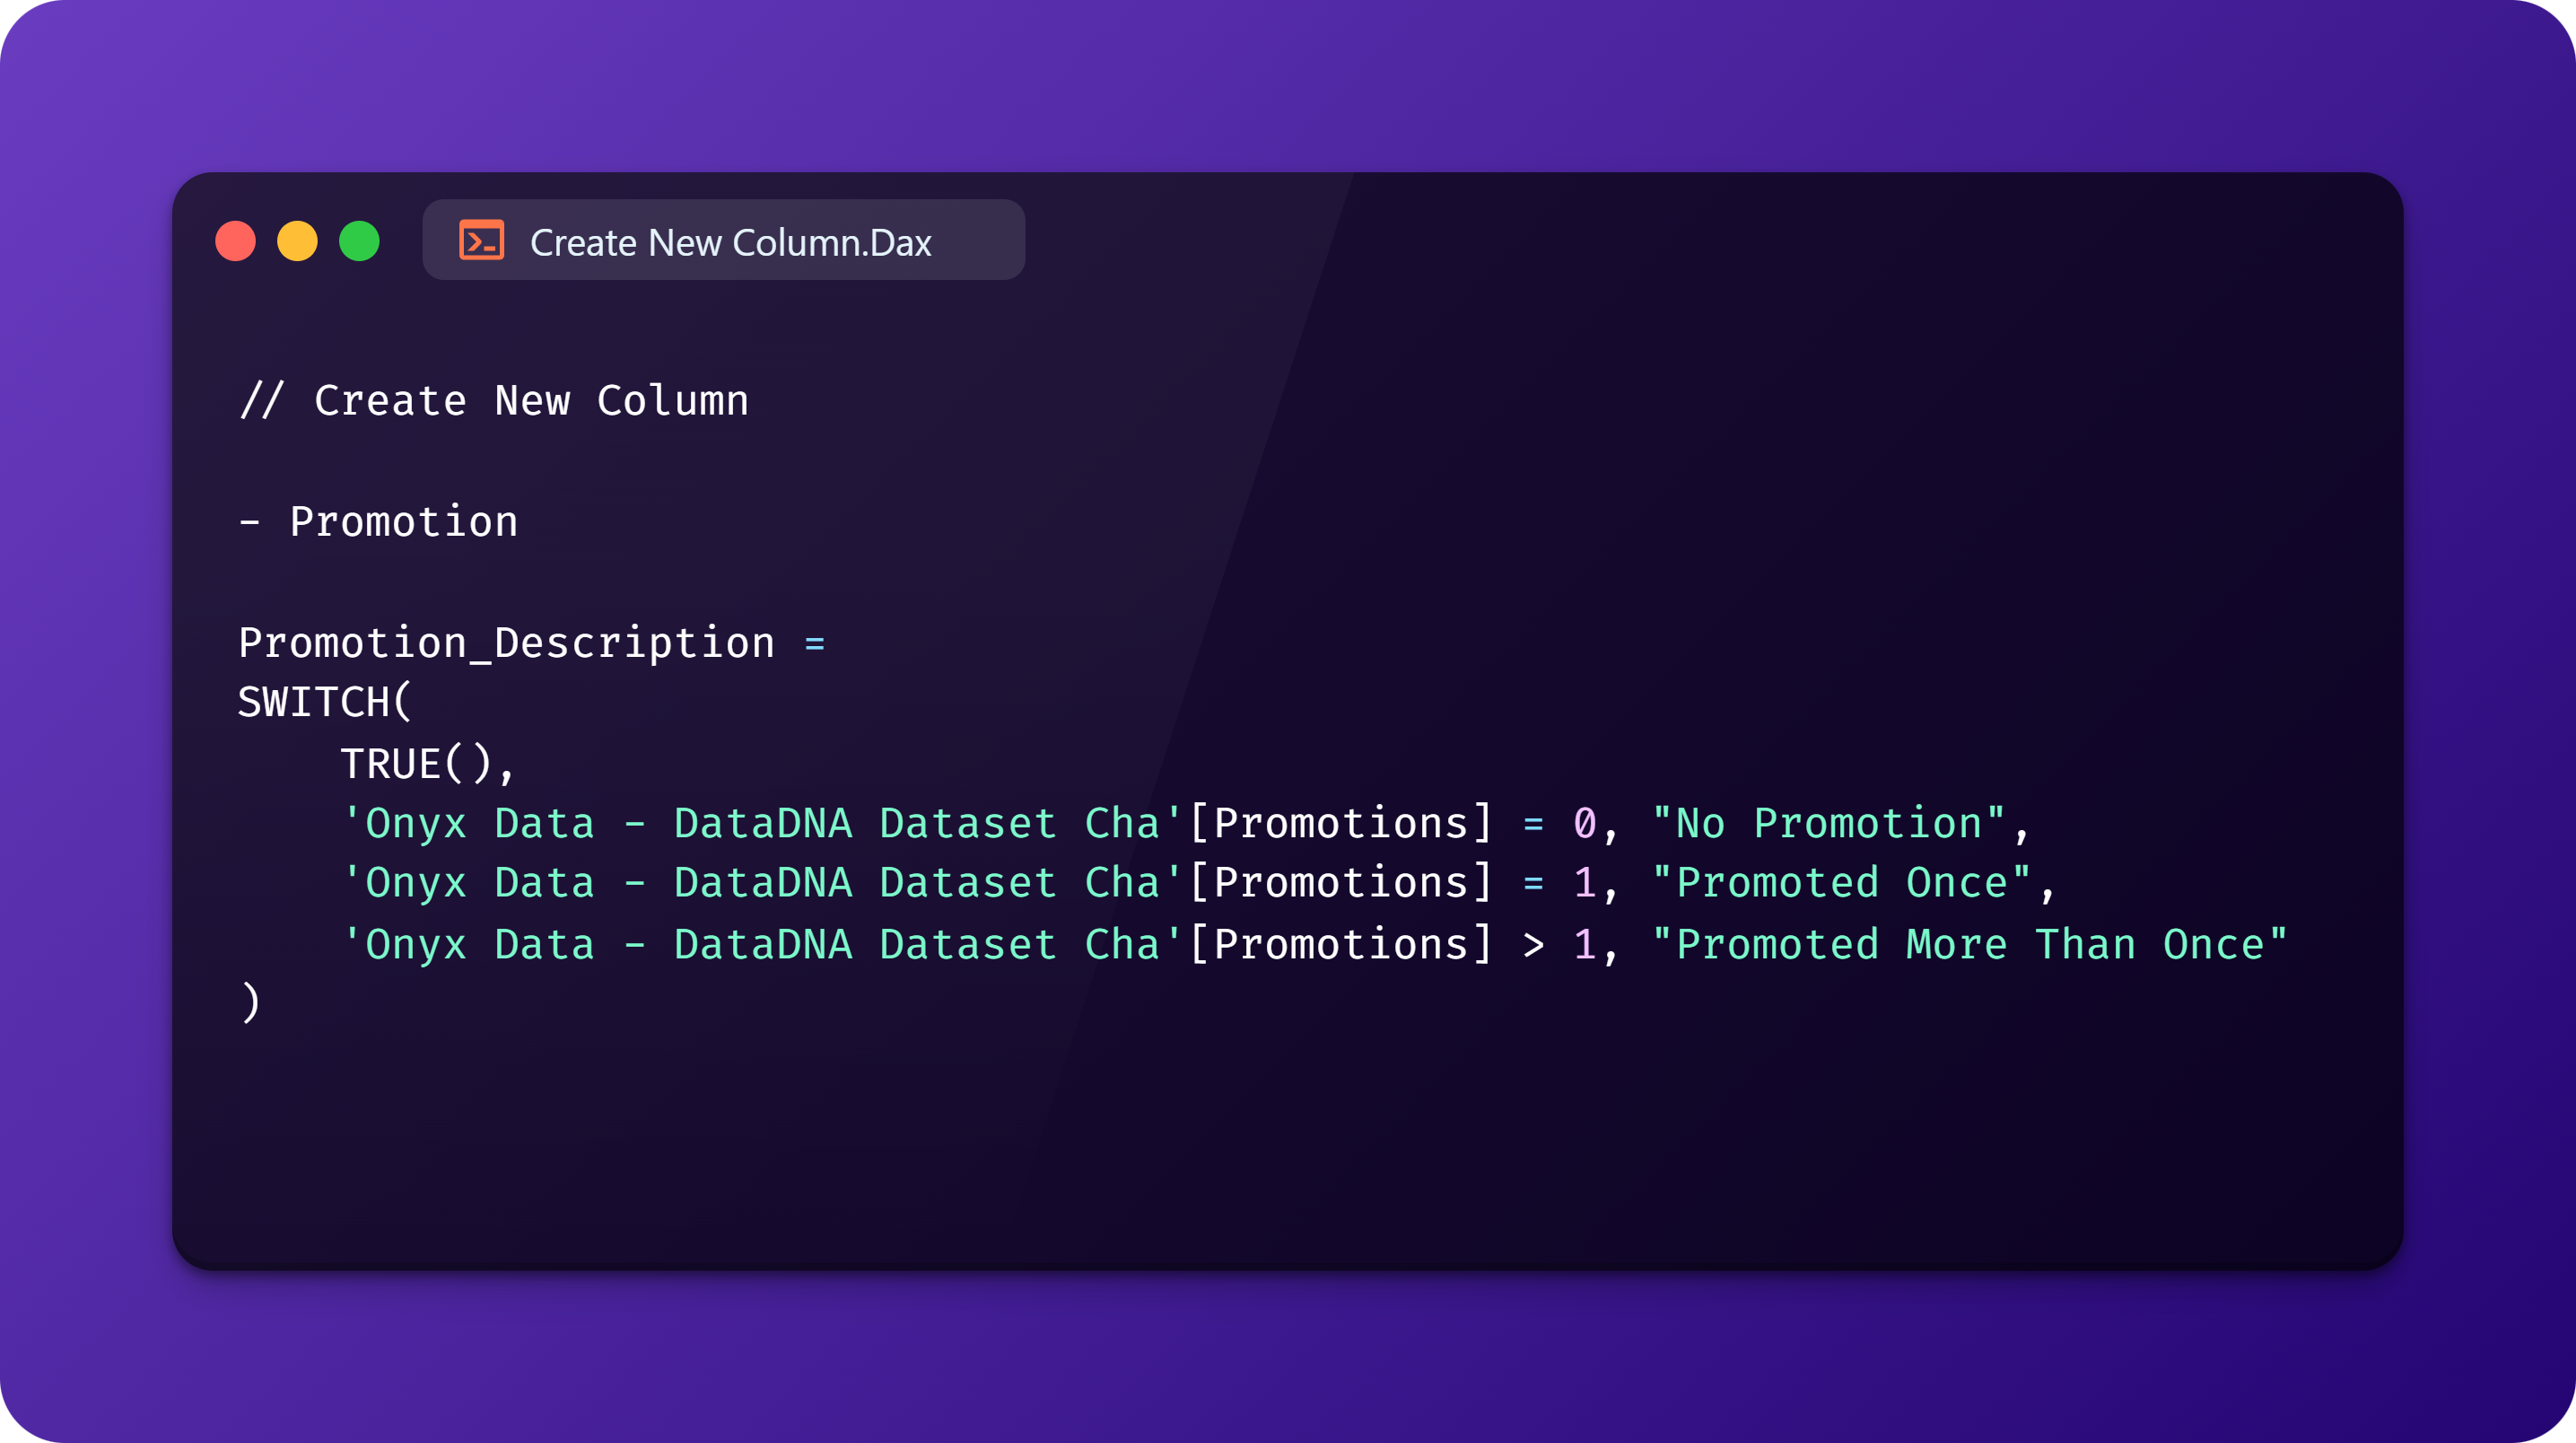 Create New Column.Dax
// Create New Column
- Promotion
Promotion_Description =
SWITCH(
    TRUE(),
    'Onyx Data - DataDNA Dataset Cha'[Promotions] = 0, "No Promotion",
    'Onyx Data - DataDNA Dataset Cha'[Promotions] = 1, "Promoted Once",
    'Onyx Data - DataDNA Dataset Cha'[Promotions] > 1, "Promoted More Than Once"
)